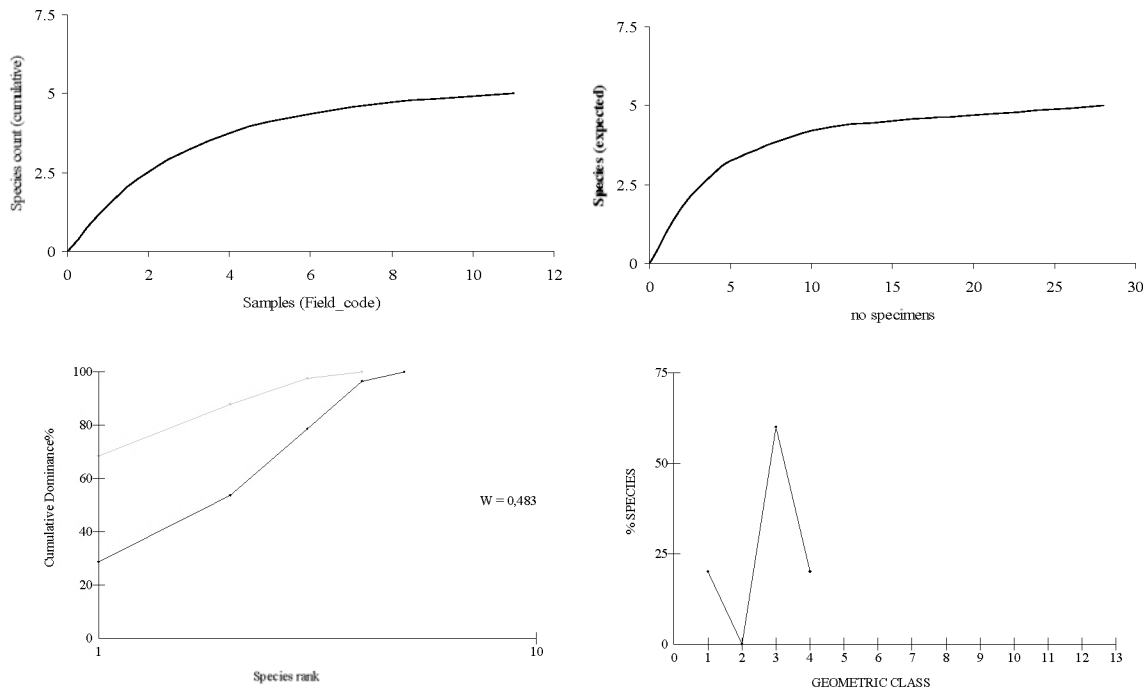 7.5
5
2.5
0
0 2 4 6 8 10 12
Species count (cumulative)
Samples (Field_code)
7.5
5
2.5
0
0 5 10 15 20 25 30
Species (expected)
no specimens
100
80
60
40
20
0
1 10
Cumulative Dominance%
W = 0,483
Species rank
75
50
25
0
0 1 2 3 4 5 6 7 8 9 10 11 12 13
% SPECIES
GEOMETRIC CLASS